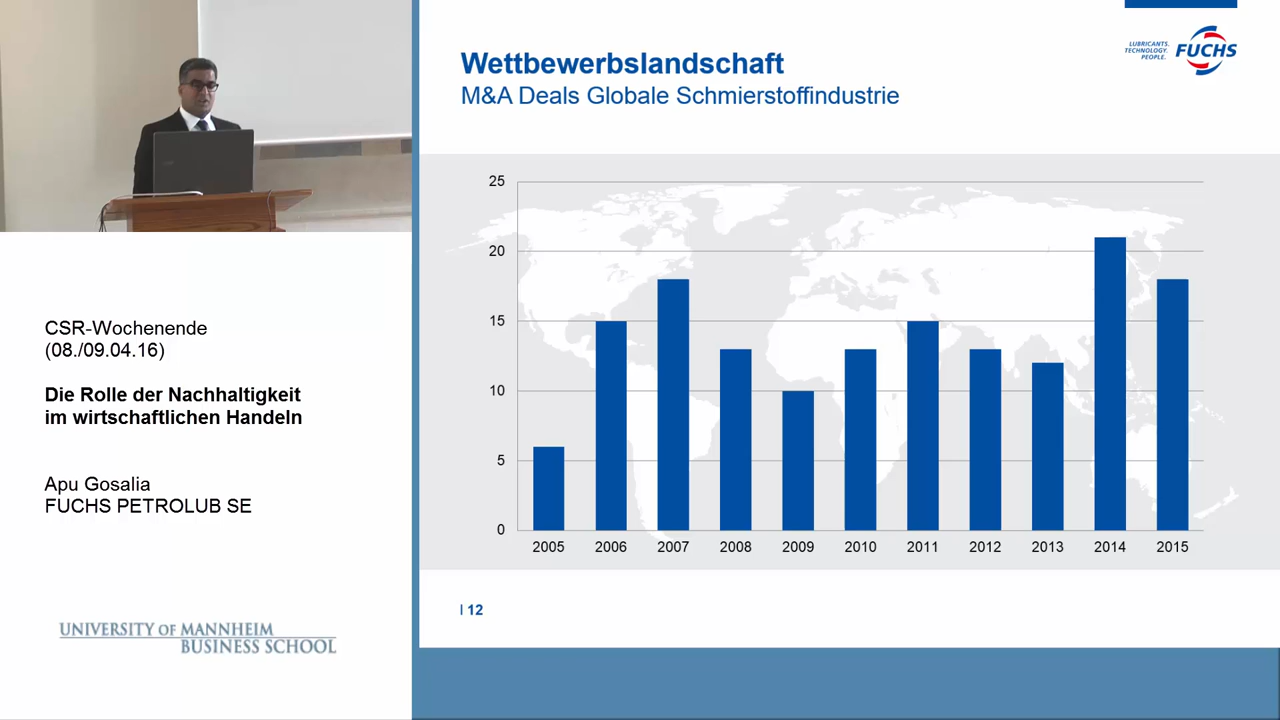 CSR-Wochenende
(08./09.04.16)
Die Rolle der Nachhaltigkeit
im wirtschaftlichen Handeln
Apu Gosalia
FUCHS PETROLUB SE
UNIVERSITY OF MANNHEIM
BUSINESS SCHOOL
Wettbewerbslandschaft
M&A Deals Globale Schmierstoffindustrie
LUBRICANTS.
TECHNOLOGY.
PEOPLE.
FUCHS
25
20
15
10
5
0
2005 2006 2007 2008 2009 2010 2011 2012 2013 2014 2015
| 12